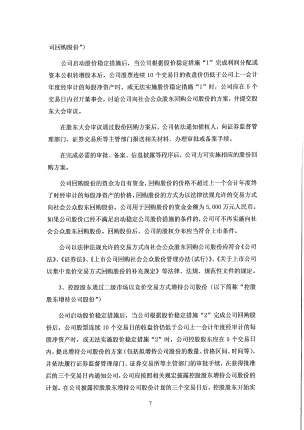 司回购股份”）
公司启动股价稳定措施后，当公司根据股价稳定措施“1”完成利润分配或
资本公积转增股本后，公司股票连续 10 个交易日的收盘价仍低于公司上一会计
年度经审计的每股净资产时，或无法实施股价稳定措施“1”时，公司应在 5 个
交易日内召开董事会，讨论公司向社会公众股东回购公司股份的方案，并提交股
东大会审议。
在股东大会审议通过股份回购方案后，公司依法通知债权人，向证券监督管
理部门、证券交易所等主管部门报送相关材料，办理审批或备案手续。
在完成必需的审批、备案、信息披露等程序后，公司方可实施相应的股份回
购方案。
公司回购股份的资金为自有资金，回购股份的价格不超过上一个会计年度终
了时经审计的每股净资产的价格，回购股份的方式为以法律法规允许的交易方式
向社会公众股东回购股份。公司用于回购股份的资金金额为 5,000 万元人民币。
如果公司股价已经不满足启动稳定公司股价措施的条件的，公司可不再实施向社
会公众股东回购股份。回购股份后，公司的股权分布应当符合上市条件。
公司以法律法规允许的交易方式向社会公众股东回购公司股份应符合《公司
法》、《证券法》、《上市公司回购社会公众股份管理办法(试行)》、《关于上市公司
以集中竞价交易方式回购股份的补充规定》等法律、法规、规范性文件的规定。
3、控股股东通过二级市场以竞价交易方式增持公司股份（以下简称“控股
股东增持公司股份”）
公司启动股价稳定措施后，当公司根据股价稳定措施“2”完成公司回购股
份后，公司股票连续 10 个交易日的收盘价仍低于公司上一会计年度经审计的每
股净资产时，或无法实施股价稳定措施“2”时，公司控股股东应在 5 个交易日
内，提出增持公司股份的方案（包括拟增持公司股份的数量、价格区间、时间等），
并依法履行证券监督管理部门、证券交易所等主管部门的审批手续，在获得批准
后的三个交易日内通知公司，公司应按照相关规定披露控股股东增持公司股份的
计划。在公司披露控股股东增持公司股份计划的三个交易日后，控股股东开始实
7